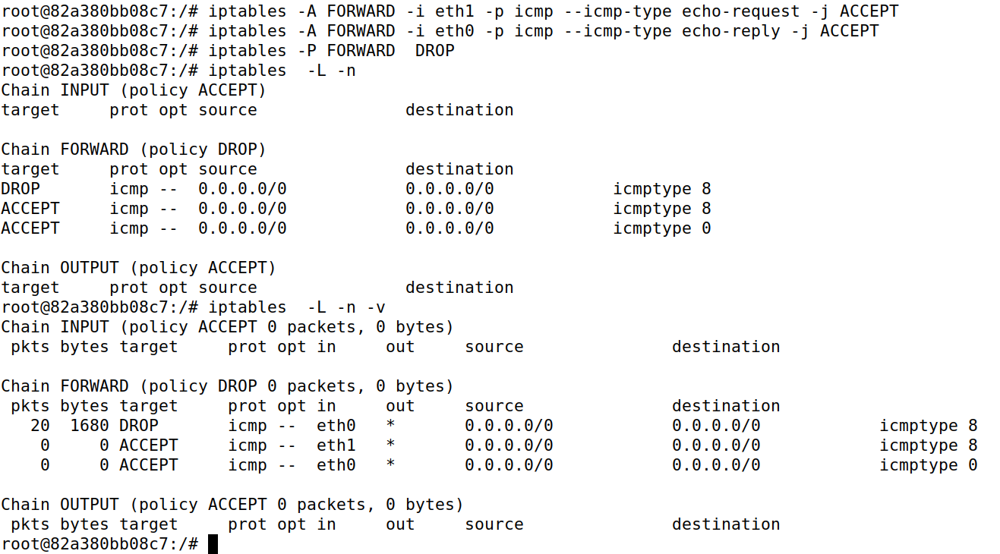 root@82a380bb08c7:/# iptables -A FORWARD -i eth1 -p icmp --icmp-type echo-request -j ACCEPT
root@82a380bb08c7:/# iptables -A FORWARD -i eth0 -p icmp --icmp-type echo-reply -j ACCEPT
root@82a380bb08c7:/# iptables -P FORWARD  DROP
root@82a380bb08c7:/# iptables  -L -n
Chain INPUT (policy ACCEPT)
target     prot opt source               destination

Chain FORWARD (policy DROP)
target     prot opt source               destination
DROP       icmp --  0.0.0.0/0            0.0.0.0/0            icmptype 8
ACCEPT     icmp --  0.0.0.0/0            0.0.0.0/0            icmptype 8
ACCEPT     icmp --  0.0.0.0/0            0.0.0.0/0            icmptype 0

Chain OUTPUT (policy ACCEPT)
target     prot opt source               destination
root@82a380bb08c7:/# iptables  -L -n -v
Chain INPUT (policy ACCEPT 0 packets, 0 bytes)
 pkts bytes target     prot opt in     out     source               destination

Chain FORWARD (policy DROP 0 packets, 0 bytes)
 pkts bytes target     prot opt in     out     source               destination
   20  1680 DROP       icmp --  eth0   *       0.0.0.0/0            0.0.0.0/0            icmptype 8
    0     0 ACCEPT     icmp --  eth1   *       0.0.0.0/0            0.0.0.0/0            icmptype 8
    0     0 ACCEPT     icmp --  eth0   *       0.0.0.0/0            0.0.0.0/0            icmptype 0

Chain OUTPUT (policy ACCEPT 0 packets, 0 bytes)
 pkts bytes target     prot opt in     out     source               destination
root@82a380bb08c7:/#